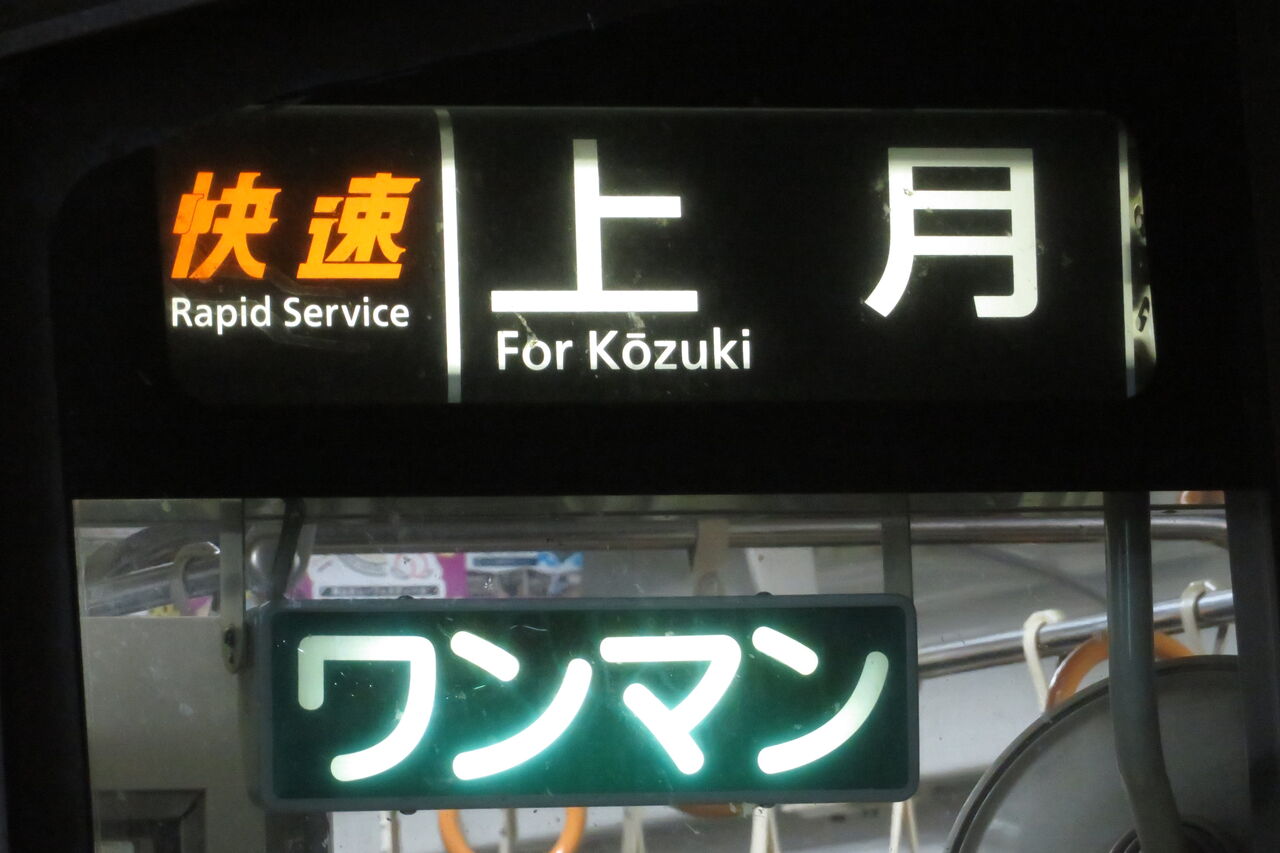 快速
Rapid Service
上月
For Kōzuki
ワンマン